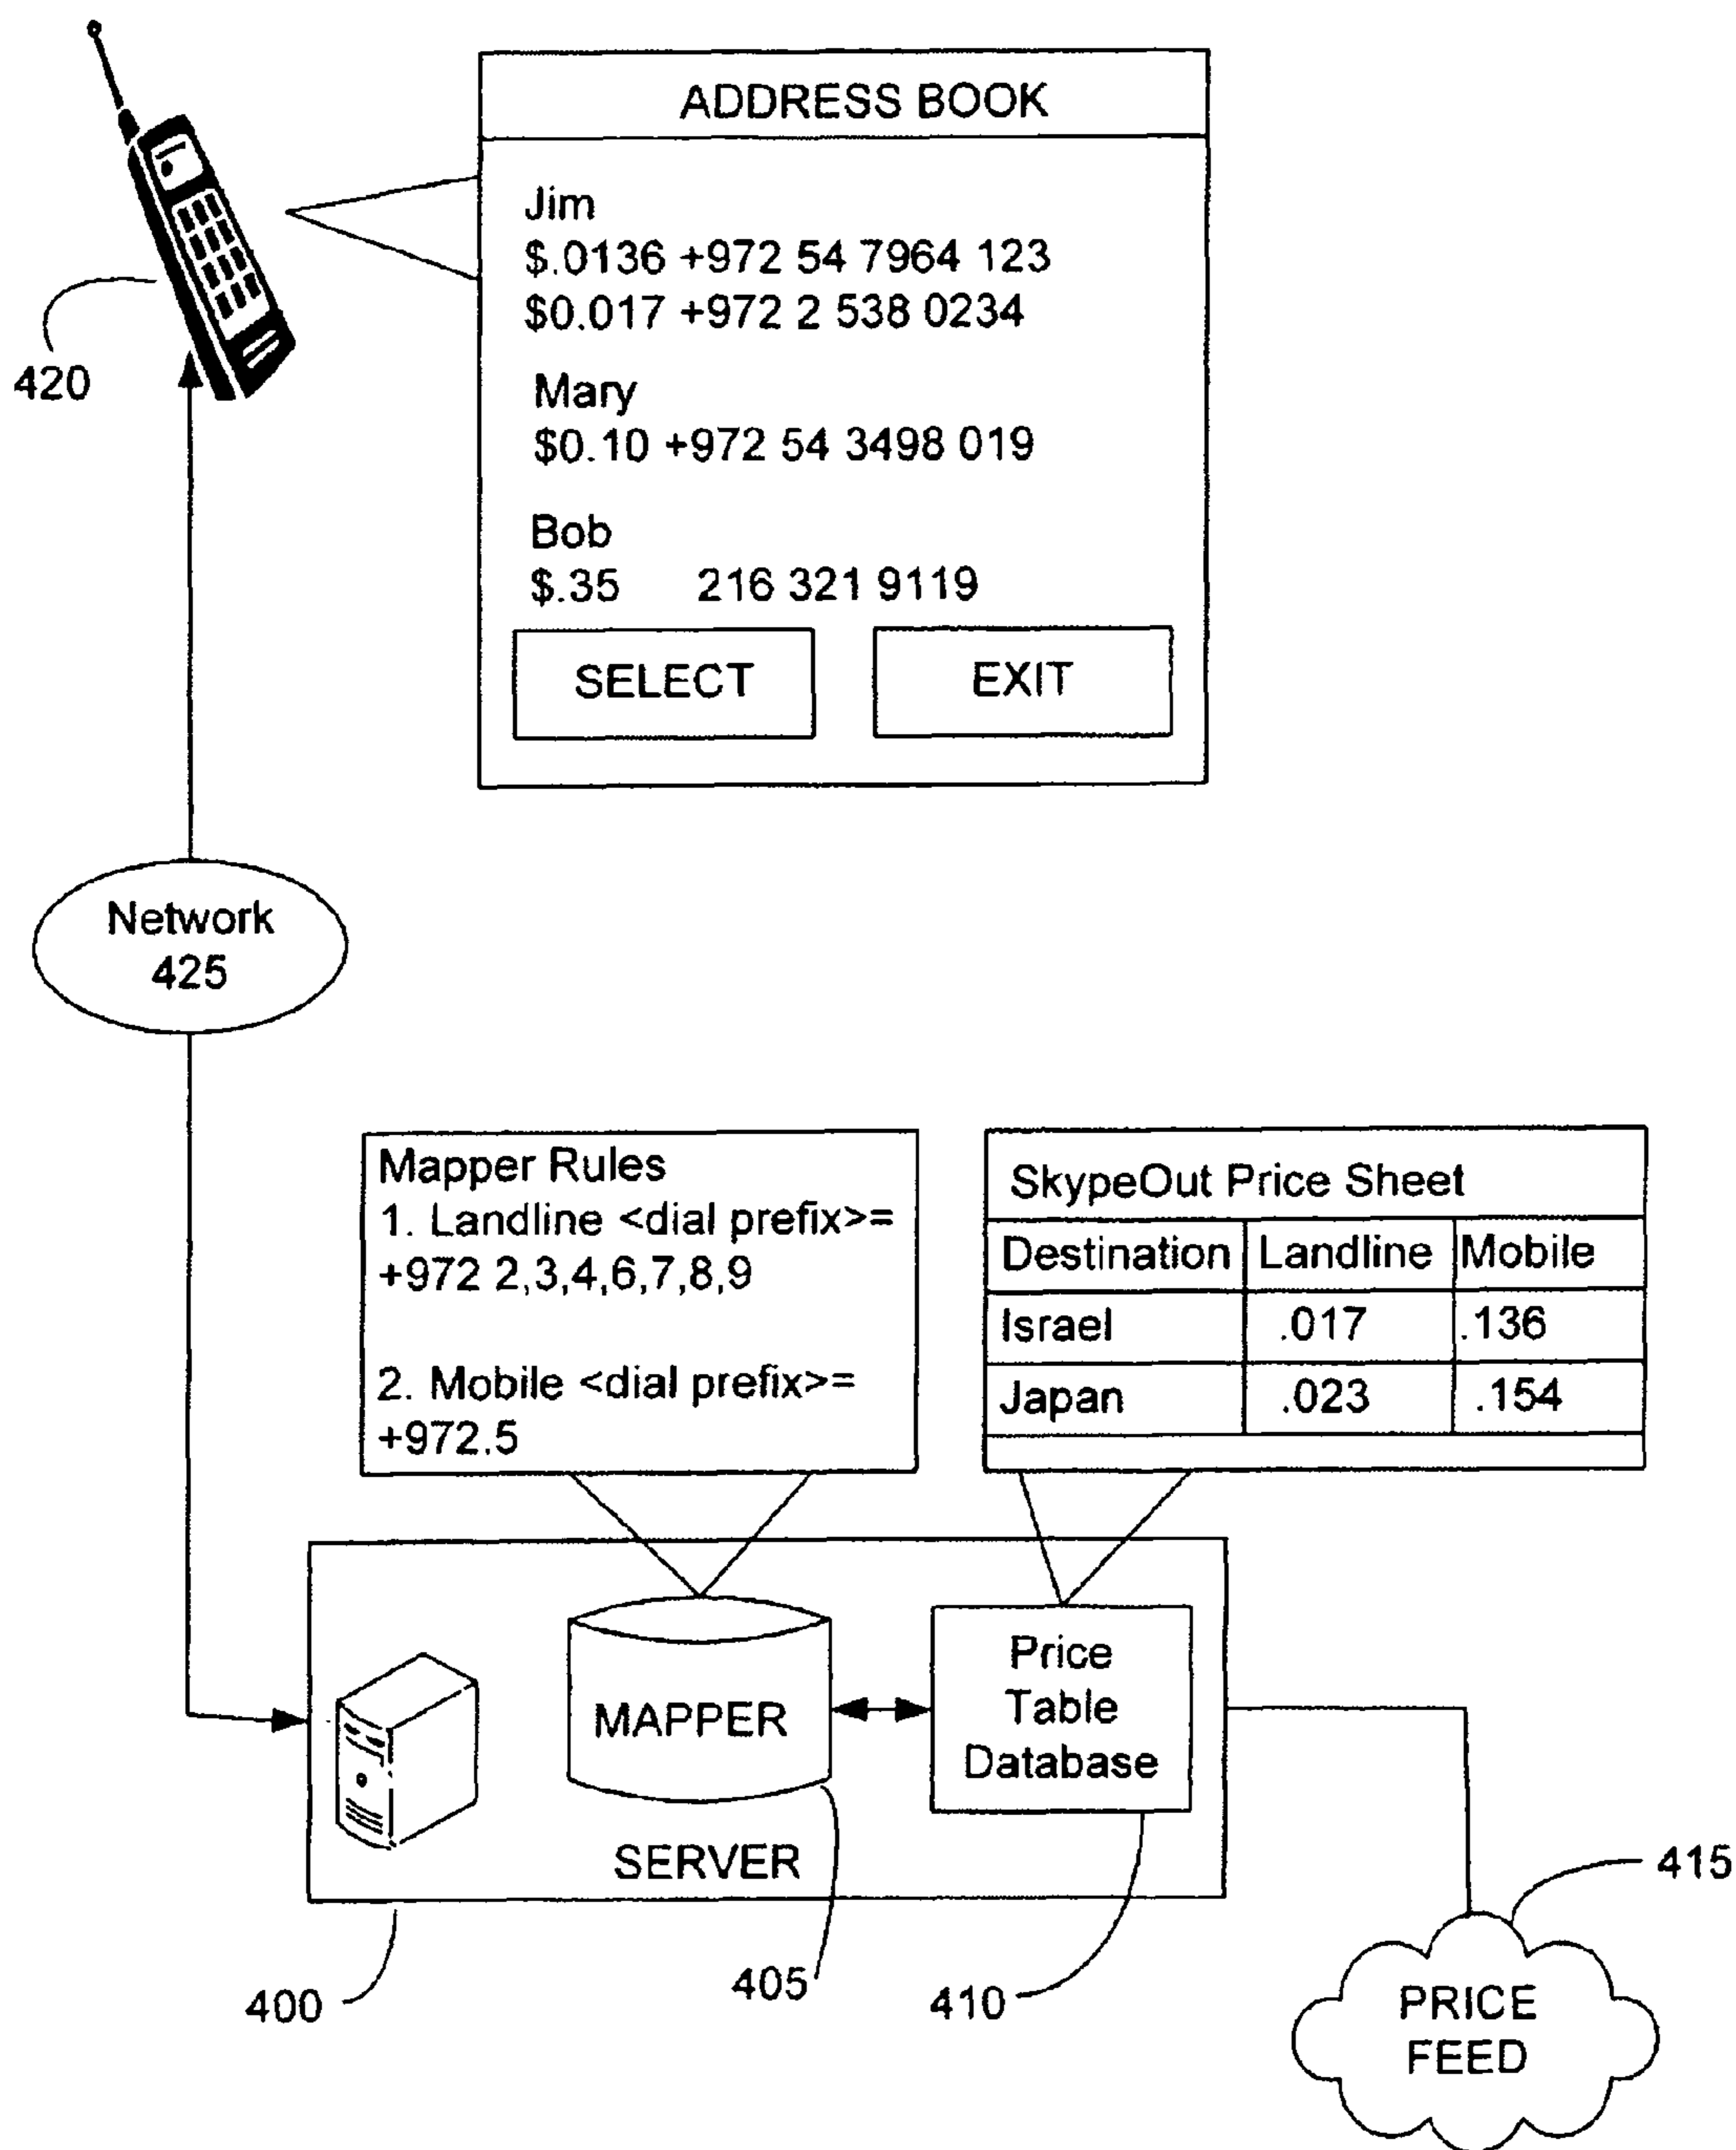 ADDRESS BOOK
Jim
$.0136 +972 54 7964 123
$0.017 +972 2 538 0234
Mary
$0.10 +972 54 3498 019
Bob
$.35 216 321 9119
SELECT EXIT
420
Network
425
Mapper Rules
1. Landline <dial prefix>=
+972 2,3,4,6,7,8,9
2. Mobile <dial prefix>=
+972.5
SkypeOut Price Sheet
Destination Landline Mobile
Israel .017 .136
Japan .023 .154
MAPPER
Price
Table
Database
SERVER
400
405
410
415
PRICE
FEED